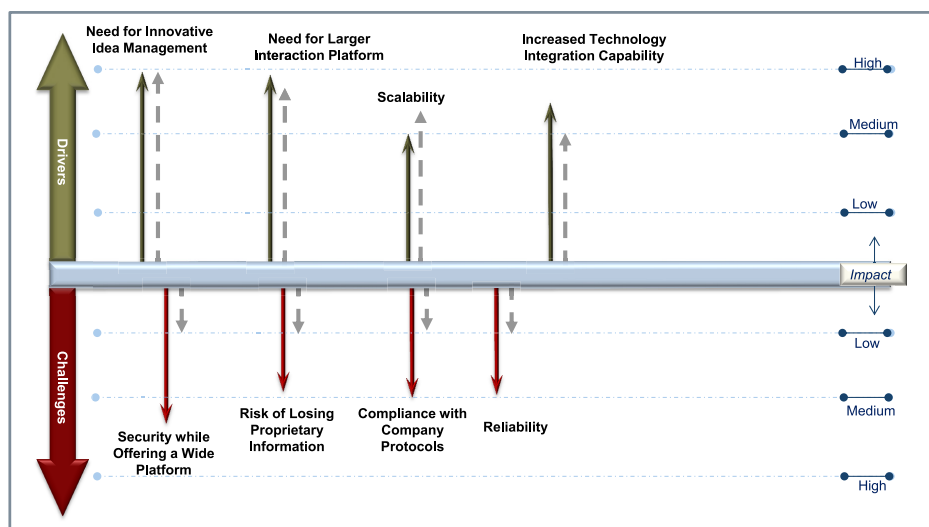 Need for Innovative
Idea Management
Need for Larger
Interaction Platform
Increased Technology
Integration Capability
High
Scalability
Medium
Drivers
Low
Impact
Low
Challenges
Medium
Security while
Offering a Wide
Platform
Risk of Losing
Proprietary
Information
Compliance with
Company
Protocols
Reliability
High